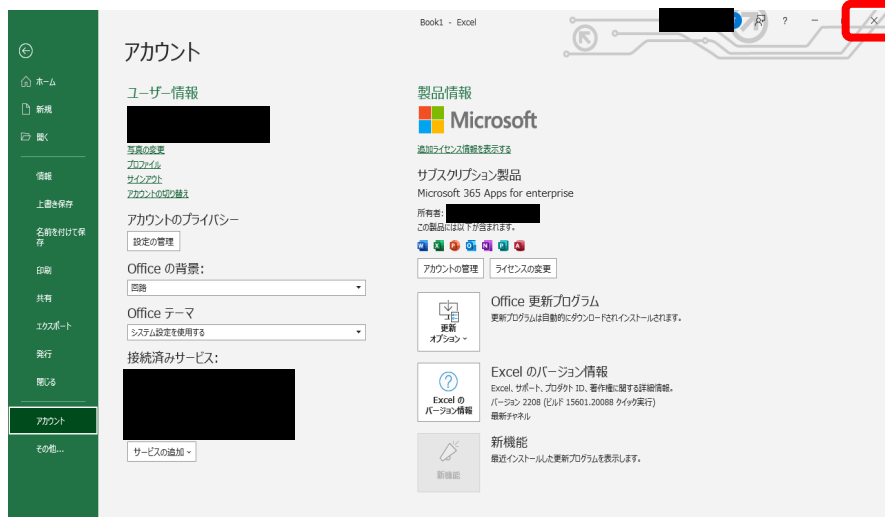 Book1 - Excel
?
アカウント
ホーム
新規
開く
情報
上書き保存
名前を付けて保
存
印刷
共有
エクスポート
発行
閉じる
アカウント
その他...
ユーザー情報
写真の変更
プロファイル
サインアウト
アカウントの切り替え
アカウントのプライバシー
設定の管理
Office の背景:
回路
Office テーマ
システム設定を使用する
接続済みサービス:
サービスの追加
製品情報
Microsoft
追加ライセンス情報を表示する
サブスクリプション製品
Microsoft 365 Apps for enterprise
所有者:
この製品には以下が含まれます。
アカウントの管理
ライセンスの変更
更新
オプション
Office 更新プログラム
更新プログラムは自動的にダウンロードされインストールされます。
Excel の
バージョン情報
Excel のバージョン情報
Excel、サポート、プロダクト ID、著作権に関する詳細情報。
バージョン 2208 (ビルド 15601.20088 クイック実行)
最新チャネル
新機能
新機能
最近インストールした更新プログラムを表示します。